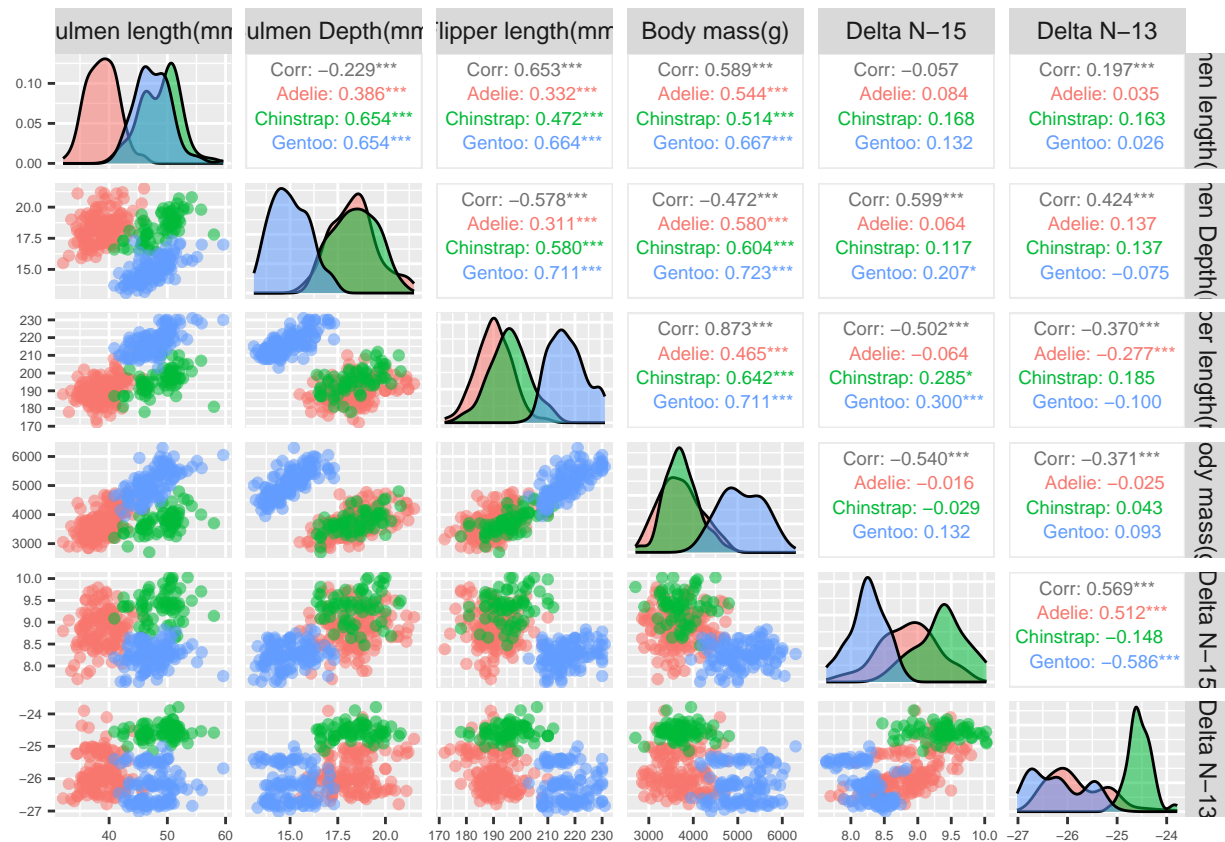 ulmen length(mm
ulmen Depth(mm
Flipper length(mm
Body mass(g)
Delta N−15
Delta N−13
0.10
0.05
0.00
Corr: −0.229***
Adelie: 0.386***
Chinstrap: 0.654***
Gentoo: 0.654***
Corr: 0.653***
Adelie: 0.332***
Chinstrap: 0.472***
Gentoo: 0.664***
Corr: 0.589***
Adelie: 0.544***
Chinstrap: 0.514***
Gentoo: 0.667***
Corr: −0.057
Adelie: 0.084
Chinstrap: 0.168
Gentoo: 0.132
Corr: 0.197***
Adelie: 0.035
Chinstrap: 0.163
Gentoo: 0.026
men length(
20.0
17.5
15.0
Corr: −0.578***
Adelie: 0.311***
Chinstrap: 0.580***
Gentoo: 0.711***
Corr: −0.472***
Adelie: 0.580***
Chinstrap: 0.604***
Gentoo: 0.723***
Corr: 0.599***
Adelie: 0.064
Chinstrap: 0.117
Gentoo: 0.207*
Corr: 0.424***
Adelie: 0.137
Chinstrap: 0.137
Gentoo: −0.075
men Depth(
230
220
210
200
190
180
170
Corr: 0.873***
Adelie: 0.465***
Chinstrap: 0.642***
Gentoo: 0.711***
Corr: −0.502***
Adelie: −0.064
Chinstrap: 0.285*
Gentoo: 0.300***
Corr: −0.370***
Adelie: −0.277***
Chinstrap: 0.185
Gentoo: −0.100
per length(
6000
5000
4000
3000
Corr: −0.540***
Adelie: −0.016
Chinstrap: −0.029
Gentoo: 0.132
Corr: −0.371***
Adelie: −0.025
Chinstrap: 0.043
Gentoo: 0.093
ody mass(
10.0
9.5
9.0
8.5
8.0
Corr: 0.569***
Adelie: 0.512***
Chinstrap: −0.148
Gentoo: −0.586***
Delta N−15
−24
−25
−26
−27
Delta N−13
40 50 60
15.0 17.5 20.0
170 180 190 200 210 220 230
3000 4000 5000 6000
8.0 8.5 9.0 9.5 10.0
−27 −26 −25 −24